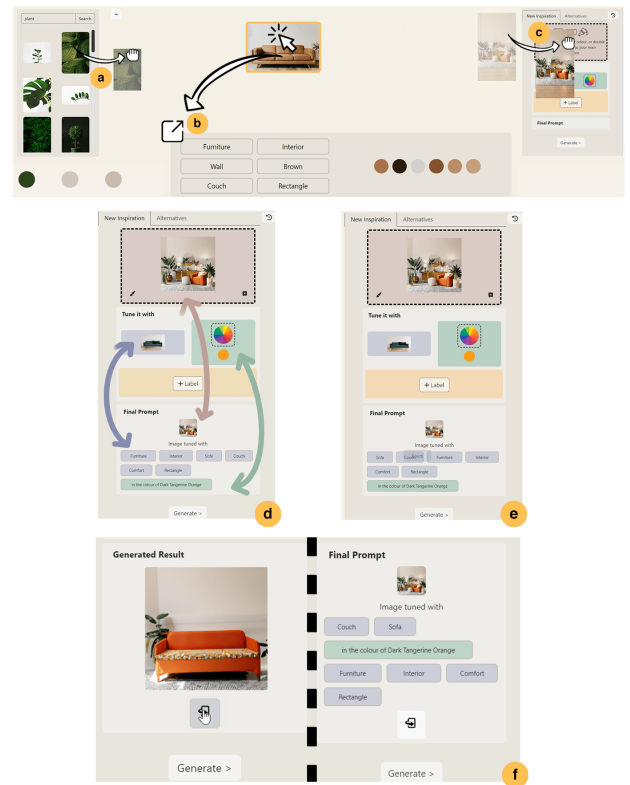 plant
Search
–
a
b
Furniture
Interior
Wall
Brown
Couch
Rectangle
New Inspiration
Alternatives
c
+ Label
Final Prompt
Generate >
New Inspiration
Alternatives
Tune it with
+ Label
Final Prompt
Image tuned with
Furniture
Interior
Sofa
Couch
Comfort
Rectangle
in the colour of Dark Tangerine Orange
Generate >
d
New Inspiration
Alternatives
Tune it with
+ Label
Final Prompt
Image tuned with
Sofa
Couch
Furniture
Interior
Comfort
Rectangle
in the colour of Dark Tangerine Orange
Generate >
e
Generated Result
Generate >
Final Prompt
Image tuned with
Couch
Sofa
in the colour of Dark Tangerine Orange
Furniture
Interior
Comfort
Rectangle
Generate >
f